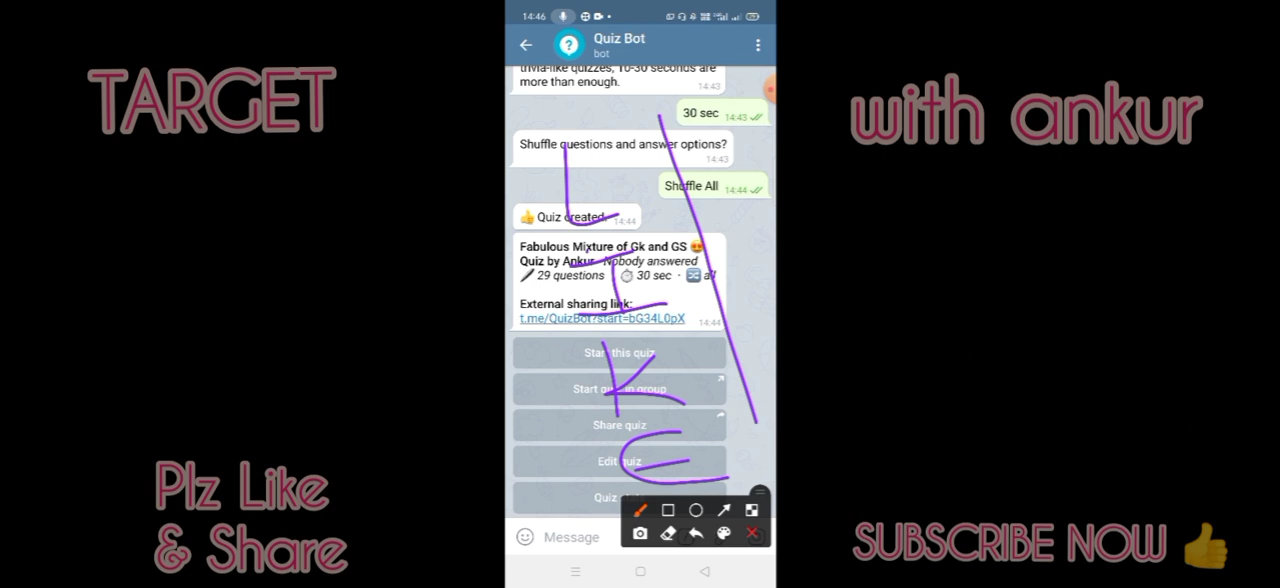 TARGET
with ankur
14:46
Quiz Bot
bot
trivia-like quizzes, 10-30 seconds are
more than enough.
14:43
30 sec 14:43
Shuffle questions and answer options?
14:43
Shuffle All 14:44
👍 Quiz created. 14:44
Fabulous Mixture of Gk and GS 😍
Quiz by Ankur Nobody answered
29 questions 30 sec · all
External sharing link:
t.me/QuizBot?start=bG34L0pX
14:44
Start this quiz
Start quiz in group
Share quiz
Edit quiz
Quiz
Message
LIKE
Plz Like
& Share
SUBSCRIBE NOW 👍